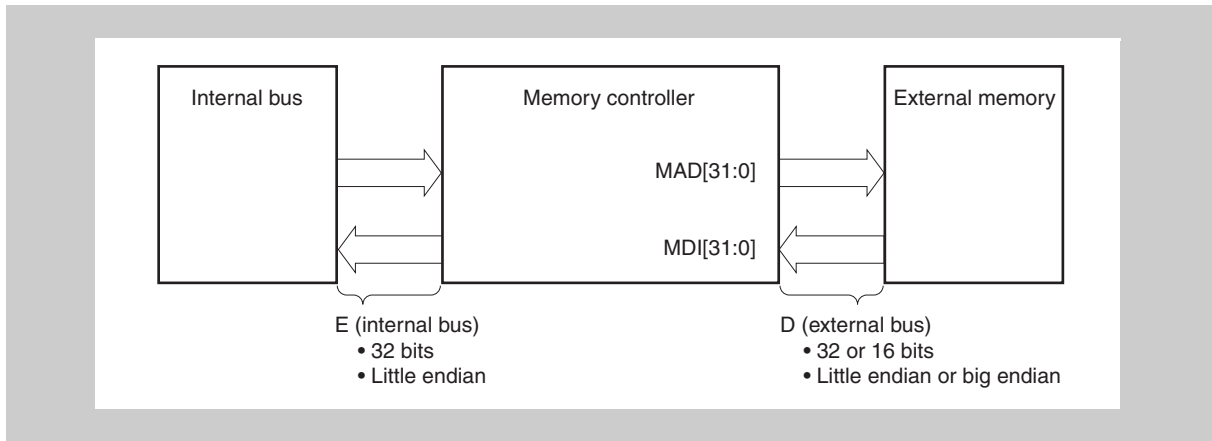 Internal bus
Memory controller
External memory
MAD[31:0]
MDI[31:0]
E (internal bus)
• 32 bits
• Little endian
D (external bus)
• 32 or 16 bits
• Little endian or big endian